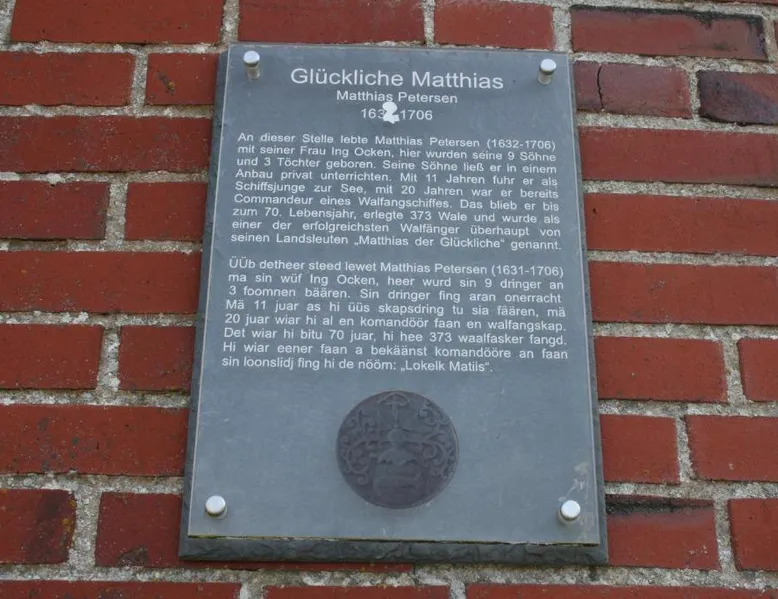 Glückliche Matthias
Matthias Petersen
1632-1706
An dieser Stelle lebte Matthias Petersen (1632-1706)
mit seiner Frau Ing Ocken, hier wurden seine 9 Söhne
und 3 Töchter geboren. Seine Söhne ließ er in einem
Anbau privat unterrichten. Mit 11 Jahren fuhr er als
Schiffsjunge zur See, mit 20 Jahren war er bereits
Commandeur eines Walfangschiffes. Das blieb er bis
zum 70. Lebensjahr, erlegte 373 Wale und wurde als
einer der erfolgreichsten Walfänger überhaupt von
seinen Landsleuten „Matthias der Glückliche“ genannt.
ÜÜb detheer steed lewet Matthias Petersen (1631-1706)
ma sin wüf Ing Ocken, heer wurd sin 9 dringer an
3 foomnen bäären. Sin dringer fing aran onerracht
Mä 11 juar as hi üüs skapsdring tu sia fäären, mä
20 juar wiar hi al en komandöör faan en walfangskap.
Det wiar hi bitu 70 juar, hi hee 373 waalfasker fangd.
Hi wiar eener faan a bekäänst komandööre an faan
sin loonslidj fing hi de nööm: „Lokelk Matiis“.